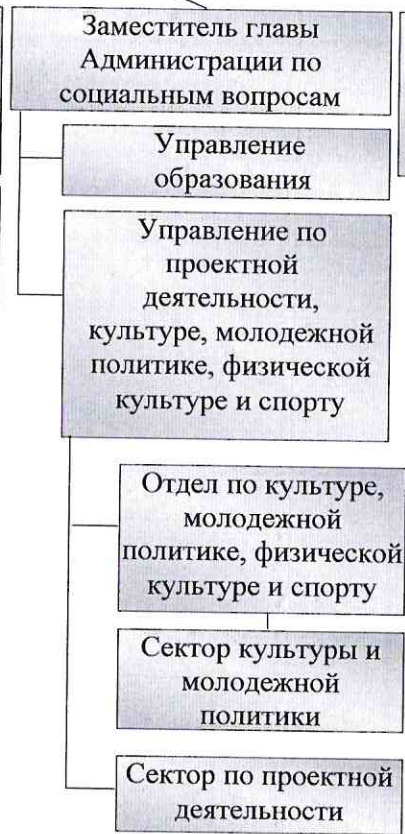 Заместитель главы
Администрации по
социальным вопросам
Управление
образования
Управление по
проектной
деятельности,
культуре, молодежной
политике, физической
культуре и спорту
Отдел по культуре,
молодежной
политике, физической
культуре и спорту
Сектор культуры и
молодежной
политики
Сектор по проектной
деятельности